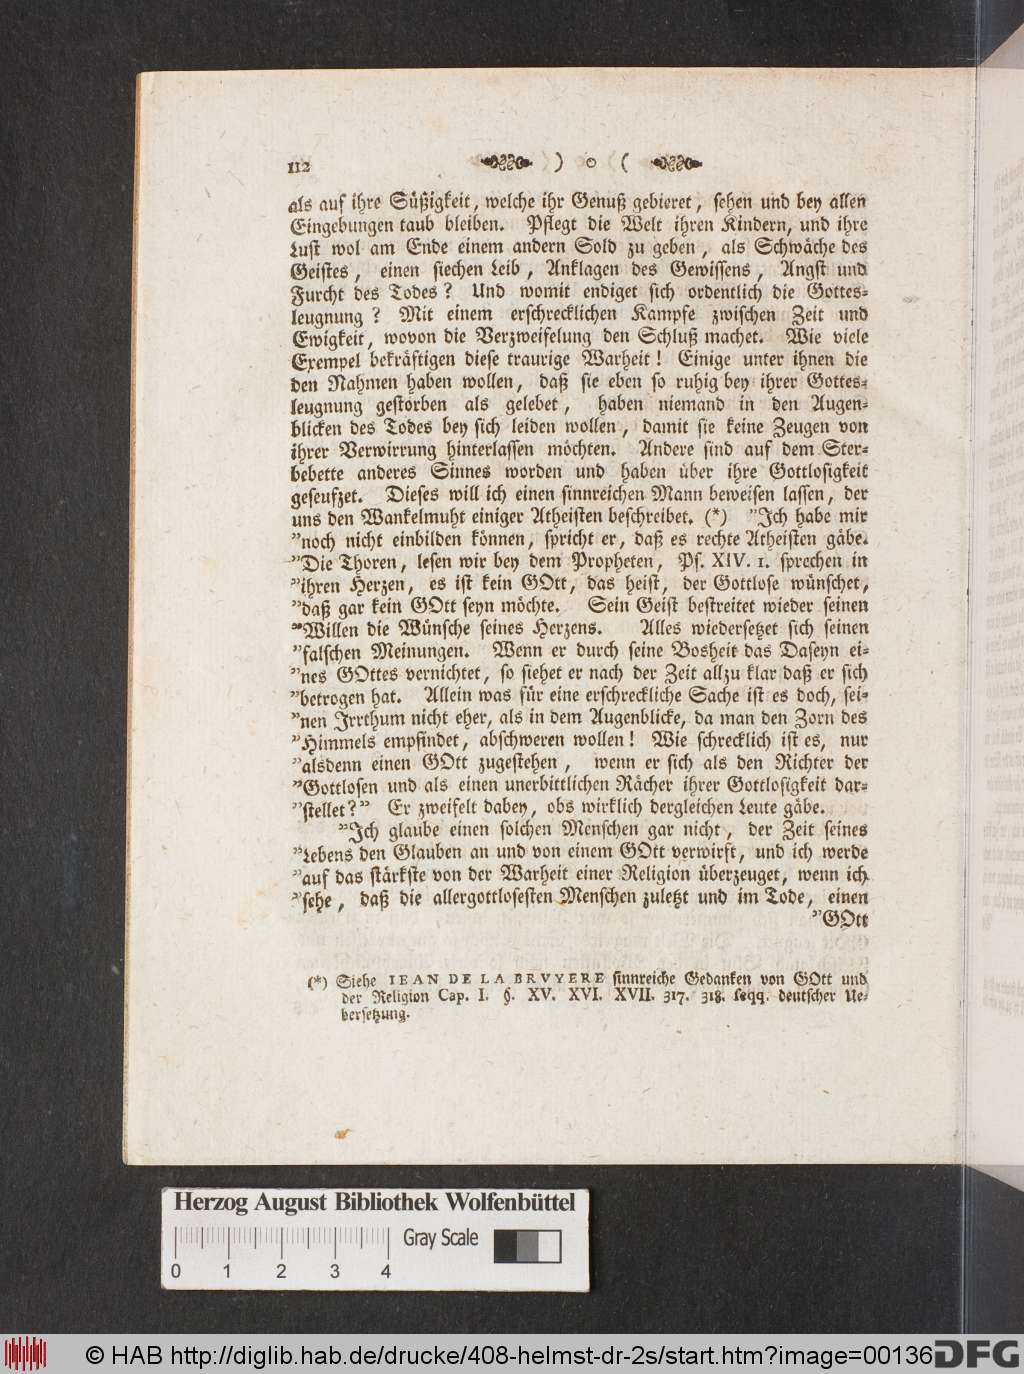 112 ) o (
als auf ihre Süßigkeit, welche ihr Genuß gebieret, sehen und bey allen
Eingebungen taub bleiben. Pflegt die Welt ihren Kindern, und ihre
Lust wol am Ende einem andern Sold zu geben, als Schwäche des
Geistes, einen siechen Leib, Anklagen des Gewissens, Angst und
Furcht des Todes? Und womit endiget sich ordentlich die Gottes-
leugnung? Mit einem erschrecklichen Kampfe zwischen Zeit und
Ewigkeit, wovon die Verzweifelung den Schluß machet. Wie viele
Exempel bekräftigen diese traurige Warheit! Einige unter ihnen die
den Nahmen haben wollen, daß sie eben so ruhig bey ihrer Gottes-
leugnung gestorben als gelebet, haben niemand in den Augen-
blicken des Todes bey sich leiden wollen, damit sie keine Zeugen von
ihrer Verwirrung hinterlassen möchten. Andere sind auf dem Ster-
bebette anderes Sinnes worden und haben über ihre Gottlosigkeit
geseufzet. Dieses will ich einen sinnreichen Mann beweisen lassen, der
uns den Wankelmuht einiger Atheisten beschreibet. (*) "Ich habe mir
"noch nicht einbilden können, spricht er, daß es rechte Atheisten gäbe.
"Die Thoren, lesen wir bey dem Propheten, Ps. XIV. 1. sprechen in
"ihren Herzen, es ist kein GOtt, das heist, der Gottlose wünschet,
"daß gar kein GOtt seyn möchte. Sein Geist bestreitet wieder seinen
"Willen die Wünsche seines Herzens. Alles wiedersetzet sich seinen
"falschen Meinungen. Wenn er durch seine Bosheit das Daseyn ei-
"nes GOttes vernichtet, so siehet er nach der Zeit allzu klar daß er sich
"betrogen hat. Allein was für eine erschreckliche Sache ist es doch, sei-
"nen Irrthum nicht eher, als in dem Augenblicke, da man den Zorn des
"Himmels empfindet, abschweren wollen! Wie schrecklich ist es, nur
"alsdenn einen GOtt zugestehen, wenn er sich als den Richter der
"Gottlosen und als einen unerbittlichen Rächer ihrer Gottlosigkeit dar-
"stellet?" Er zweifelt dabey, obs wirklich dergleichen Leute gäbe.
"Ich glaube einen solchen Menschen gar nicht, der Zeit seines
"Lebens den Glauben an und von einem GOtt verwirft, und ich werde
"auf das stärkste von der Warheit einer Religion überzeuget, wenn ich
"sehe, daß die allergottlosesten Menschen zuletzt und im Tode, einen
"GOtt
(*) Siehe IEAN DE LA BRVYERE sinnreiche Gedanken von GOtt und
der Religion Cap. I. §. XV. XVI. XVII. 317. 318. seqq. deutscher Ue-
bersetzung.
Herzog August Bibliothek Wolfenbüttel
Gray Scale
0 1 2 3 4
© HAB http://diglib.hab.de/drucke/408-helmst-dr-2s/start.htm?image=00136 DFG